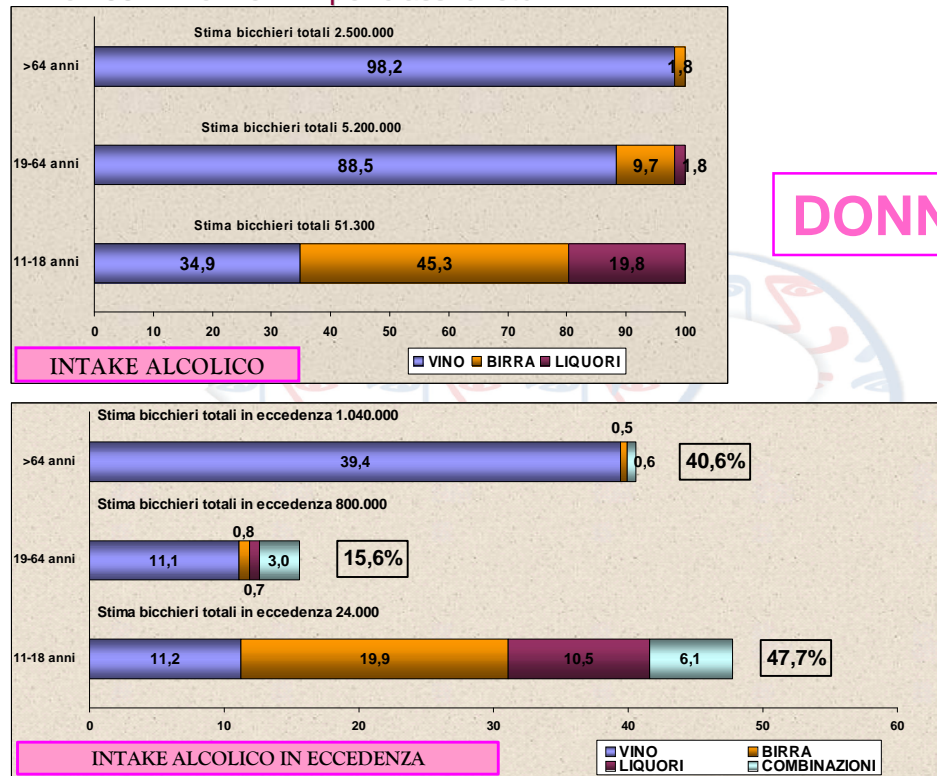 Stima bicchieri totali 2.500.000
>64 anni
98,2
1,8
Stima bicchieri totali 5.200.000
19-64 anni
88,5
9,7
1,8
Stima bicchieri totali 51.300
11-18 anni
34,9
45,3
19,8
0 10 20 30 40 50 60 70 80 90 100
INTAKE ALCOLICO
VINO BIRRA LIQUORI
Stima bicchieri totali in eccedenza 1.040.000
0,5
>64 anni
39,4
0,6
40,6%
Stima bicchieri totali in eccedenza 800.000
0,8
19-64 anni
11,1
3,0
15,6%
0,7
Stima bicchieri totali in eccedenza 24.000
11-18 anni
11,2
19,9
10,5
6,1
47,7%
0 10 20 30 40 50 60
INTAKE ALCOLICO IN ECCEDENZA
VINO BIRRA
LIQUORI COMBINAZIONI